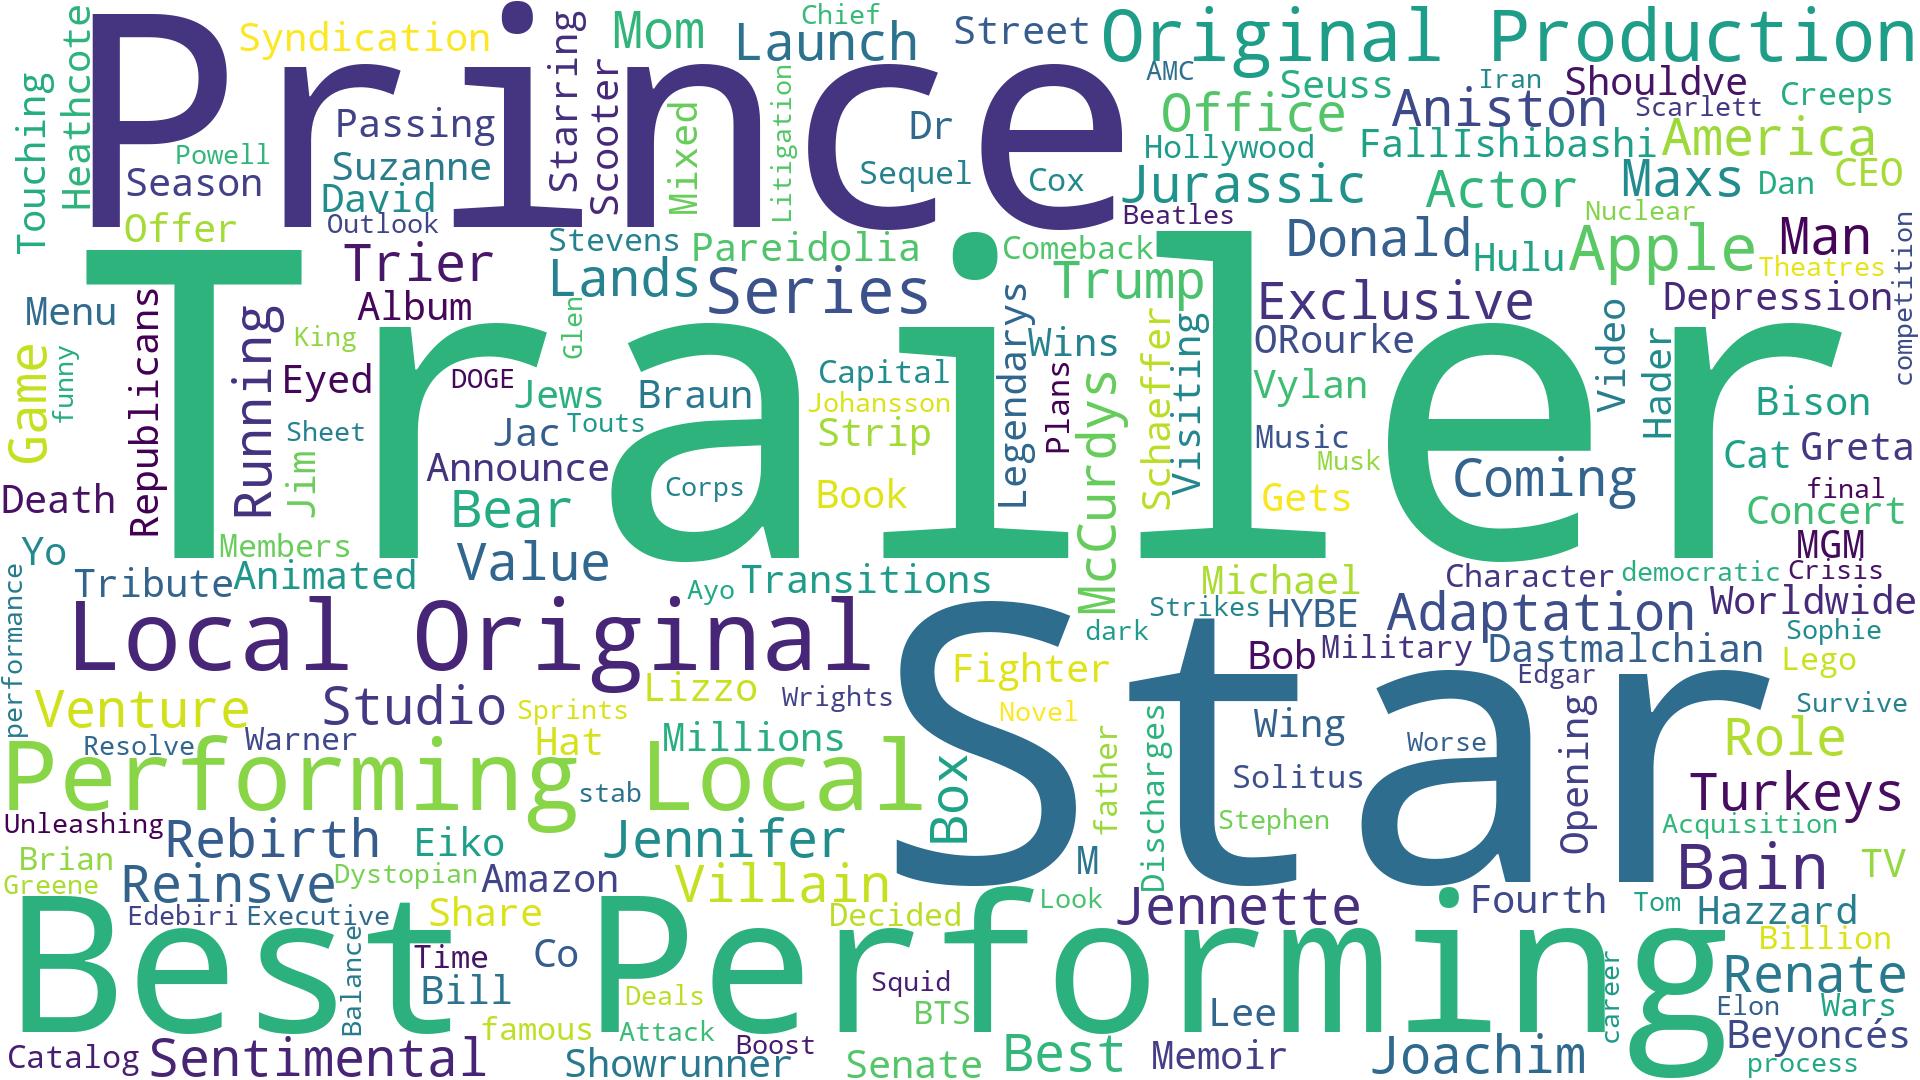 Prince
Trailer
Star
Best Performing
Local Original
Performing Local
Original Production
Touching
Heathcote
Syndication
Starring
Scooter
Mom
Mixed
Launch
Chief
Street
Litigation
Dr
Sequel
Cox
Passing
Powell
Suzanne
Season
David
Outlook
Offer
AMC
Seuss
Iran
Shouldve
Office
Aniston
Scarlett
Creeps
Hollywood
FallIshibashi
America
Jurassic
Actor
Maxs
Dan
CEO
Beatles
Nuclear
Donald
Hulu
Apple
Man
Theatres
competition
Trier
Stevens
Lands
Pareidolia
Comeback
Trump
Series
Album
Menu
Republicans
Running
King
Glen
Exclusive
Depression
ORourke
Video
Hader
Game
funny
Eyed
DOGE
Jews
Braun
Capital
Johansson
Strip
Legendarys
Wins
Plans
McCurdys
Schaeffer
Visiting
Vylan
Bison
Sheet
Jac
Touts
Music
Musk
Cat
Greta
Jim
Announce
Corps
Book
Gets
Coming
final
Concert
Death
Bear
Yo
Members
MGM
Tribute
Animated
Value
Ayo
Transitions
Michael
Character
democratic
Crisis
performance
Strikes
HYBE
Adaptation
Worldwide
dark
Bob
Military
Dastmalchian
Sophie
Lego
Edgar
Fighter
Lizzo
Wrights
Venture
Studio
Sprints
Novel
Survive
Wing
Opening
Role
Resolve
Warner
Hat
Millions
father
Discharges
Worse
Solitus
Turkeys
stab
Box
Unleashing
Rebirth
Eiko
Jennifer
Stephen
Acquisition
Brian
Greene
Reinsve
Dystopian
Amazon
Villain
M
Bain
TV
Edebiri
Executive
Share
Decided
Look
Jennette
Fourth
Tom
Hazzard
Balance
Time
Co
Billion
Bill
Squid
Renate
Deals
BTS
Lee
career
Elon
Wars
famous
Attack
Boost
Beyoncés
Catalog
Sentimental
Showrunner
Senate
Best
Memoir
Joachim
process